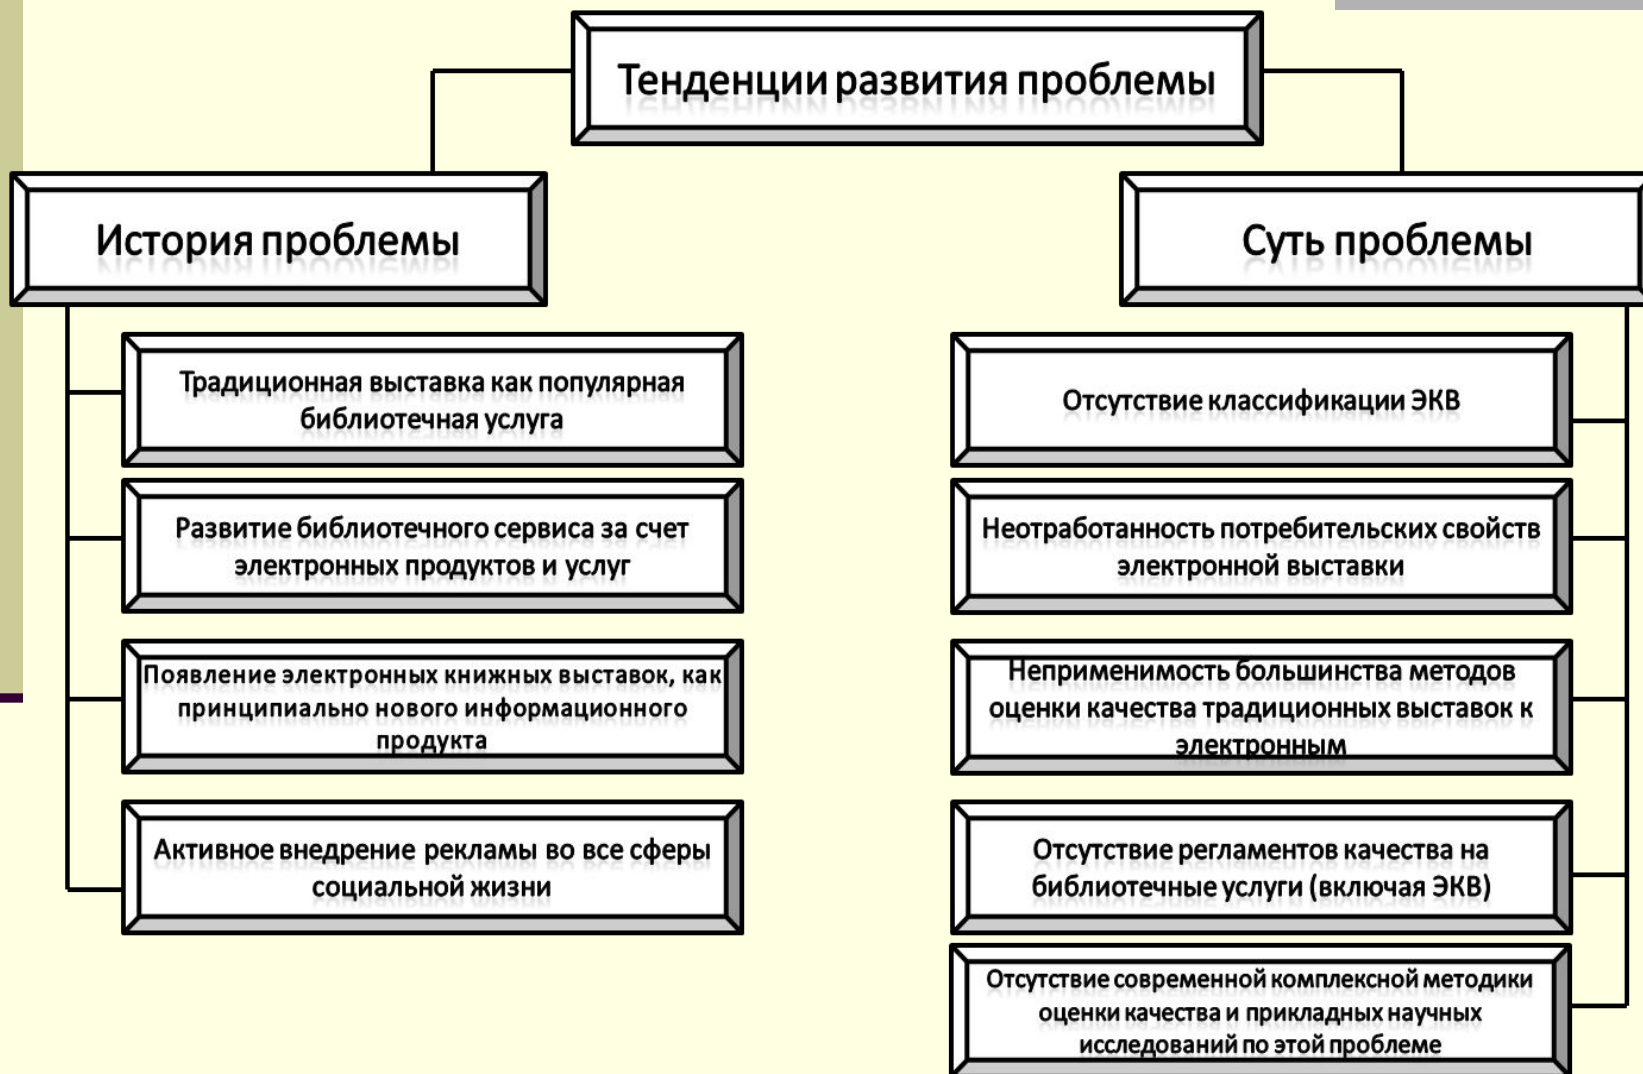 Тенденции развития проблемы
История проблемы
Традиционная выставка как популярная
библиотечная услуга
Развитие библиотечного сервиса за счет
электронных продуктов и услуг
Появление электронных книжных выставок, как
принципиально нового информационного
продукта
Активное внедрение рекламы во все сферы
социальной жизни
Суть проблемы
Отсутствие классификации ЭКВ
Неотработанность потребительских свойств
электронной выставки
Неприменимость большинства методов
оценки качества традиционных выставок к
электронным
Отсутствие регламентов качества на
библиотечные услуги (включая ЭКВ)
Отсутствие современной комплексной методики
оценки качества и прикладных научных
исследований по этой проблеме